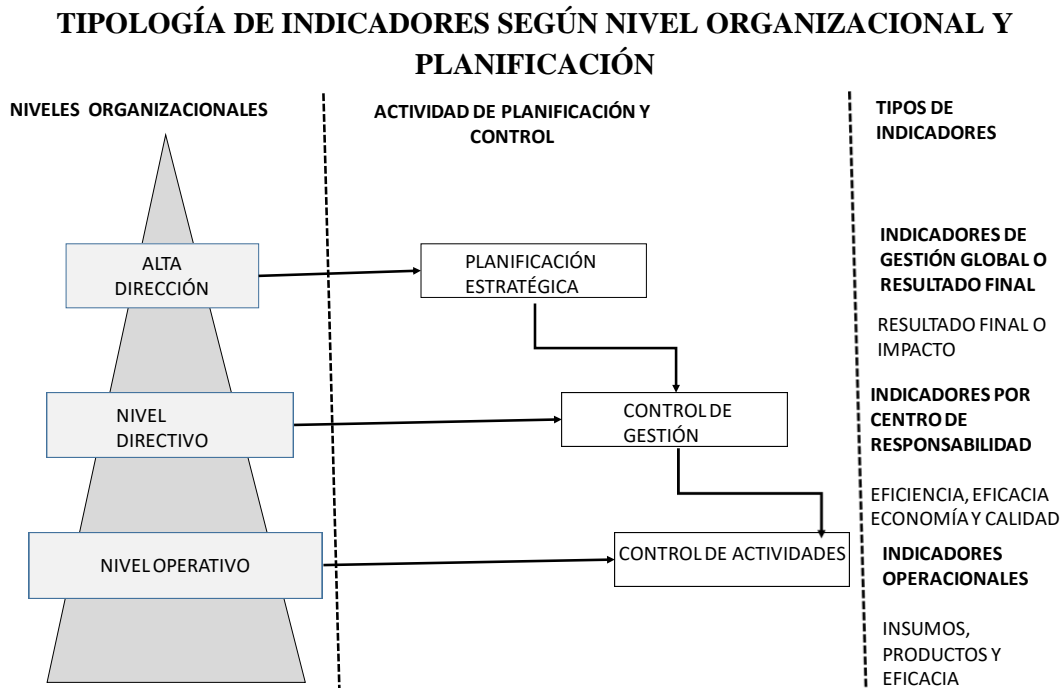 TIPOLOGÍA DE INDICADORES SEGÚN NIVEL ORGANIZACIONAL Y
PLANIFICACIÓN
NIVELES ORGANIZACIONALES
ACTIVIDAD DE PLANIFICACIÓN Y
CONTROL
TIPOS DE
INDICADORES
ALTA
DIRECCIÓN
PLANIFICACIÓN
ESTRATÉGICA
INDICADORES DE
GESTIÓN GLOBAL O
RESULTADO FINAL
RESULTADO FINAL O
IMPACTO
NIVEL
DIRECTIVO
CONTROL DE
GESTIÓN
INDICADORES POR
CENTRO DE
RESPONSABILIDAD
EFICIENCIA, EFICACIA
ECONOMÍA Y CALIDAD
NIVEL OPERATIVO
CONTROL DE ACTIVIDADES
INDICADORES
OPERACIONALES
INSUMOS,
PRODUCTOS Y
EFICACIA